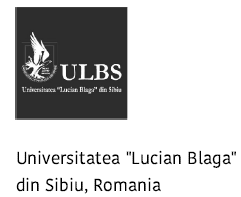 ULBS
Universitatea "Lucian Blaga" din Sibiu
Universitatea "Lucian Blaga"
din Sibiu, Romania